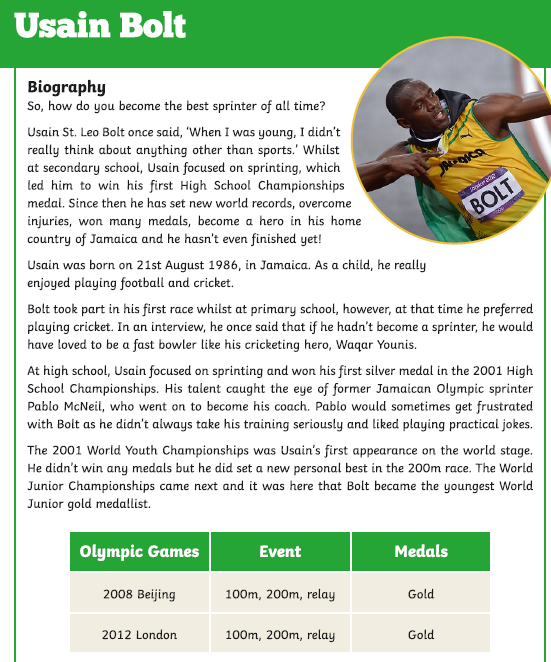 Usain Bolt
Biography
So, how do you become the best sprinter of all time?
Usain St. Leo Bolt once said, ‘When I was young, I didn’t
really think about anything other than sports.’ Whilst
at secondary school, Usain focused on sprinting, which
led him to win his first High School Championships
medal. Since then he has set new world records, overcome
injuries, won many medals, become a hero in his home
country of Jamaica and he hasn’t even finished yet!
Usain was born on 21st August 1986, in Jamaica. As a child, he really
enjoyed playing football and cricket.
Bolt took part in his first race whilst at primary school, however, at that time he preferred
playing cricket. In an interview, he once said that if he hadn’t become a sprinter, he would
have loved to be a fast bowler like his cricketing hero, Waqar Younis.
At high school, Usain focused on sprinting and won his first silver medal in the 2001 High
School Championships. His talent caught the eye of former Jamaican Olympic sprinter
Pablo McNeil, who went on to become his coach. Pablo would sometimes get frustrated
with Bolt as he didn’t always take his training seriously and liked playing practical jokes.
The 2001 World Youth Championships was Usain’s first appearance on the world stage.
He didn’t win any medals but he did set a new personal best in the 200m race. The World
Junior Championships came next and it was here that Bolt became the youngest World
Junior gold medallist.
Olympic Games Event Medals
2008 Beijing 100m, 200m, relay Gold
2012 London 100m, 200m, relay Gold
JAMAICA
London 2012
BOLT